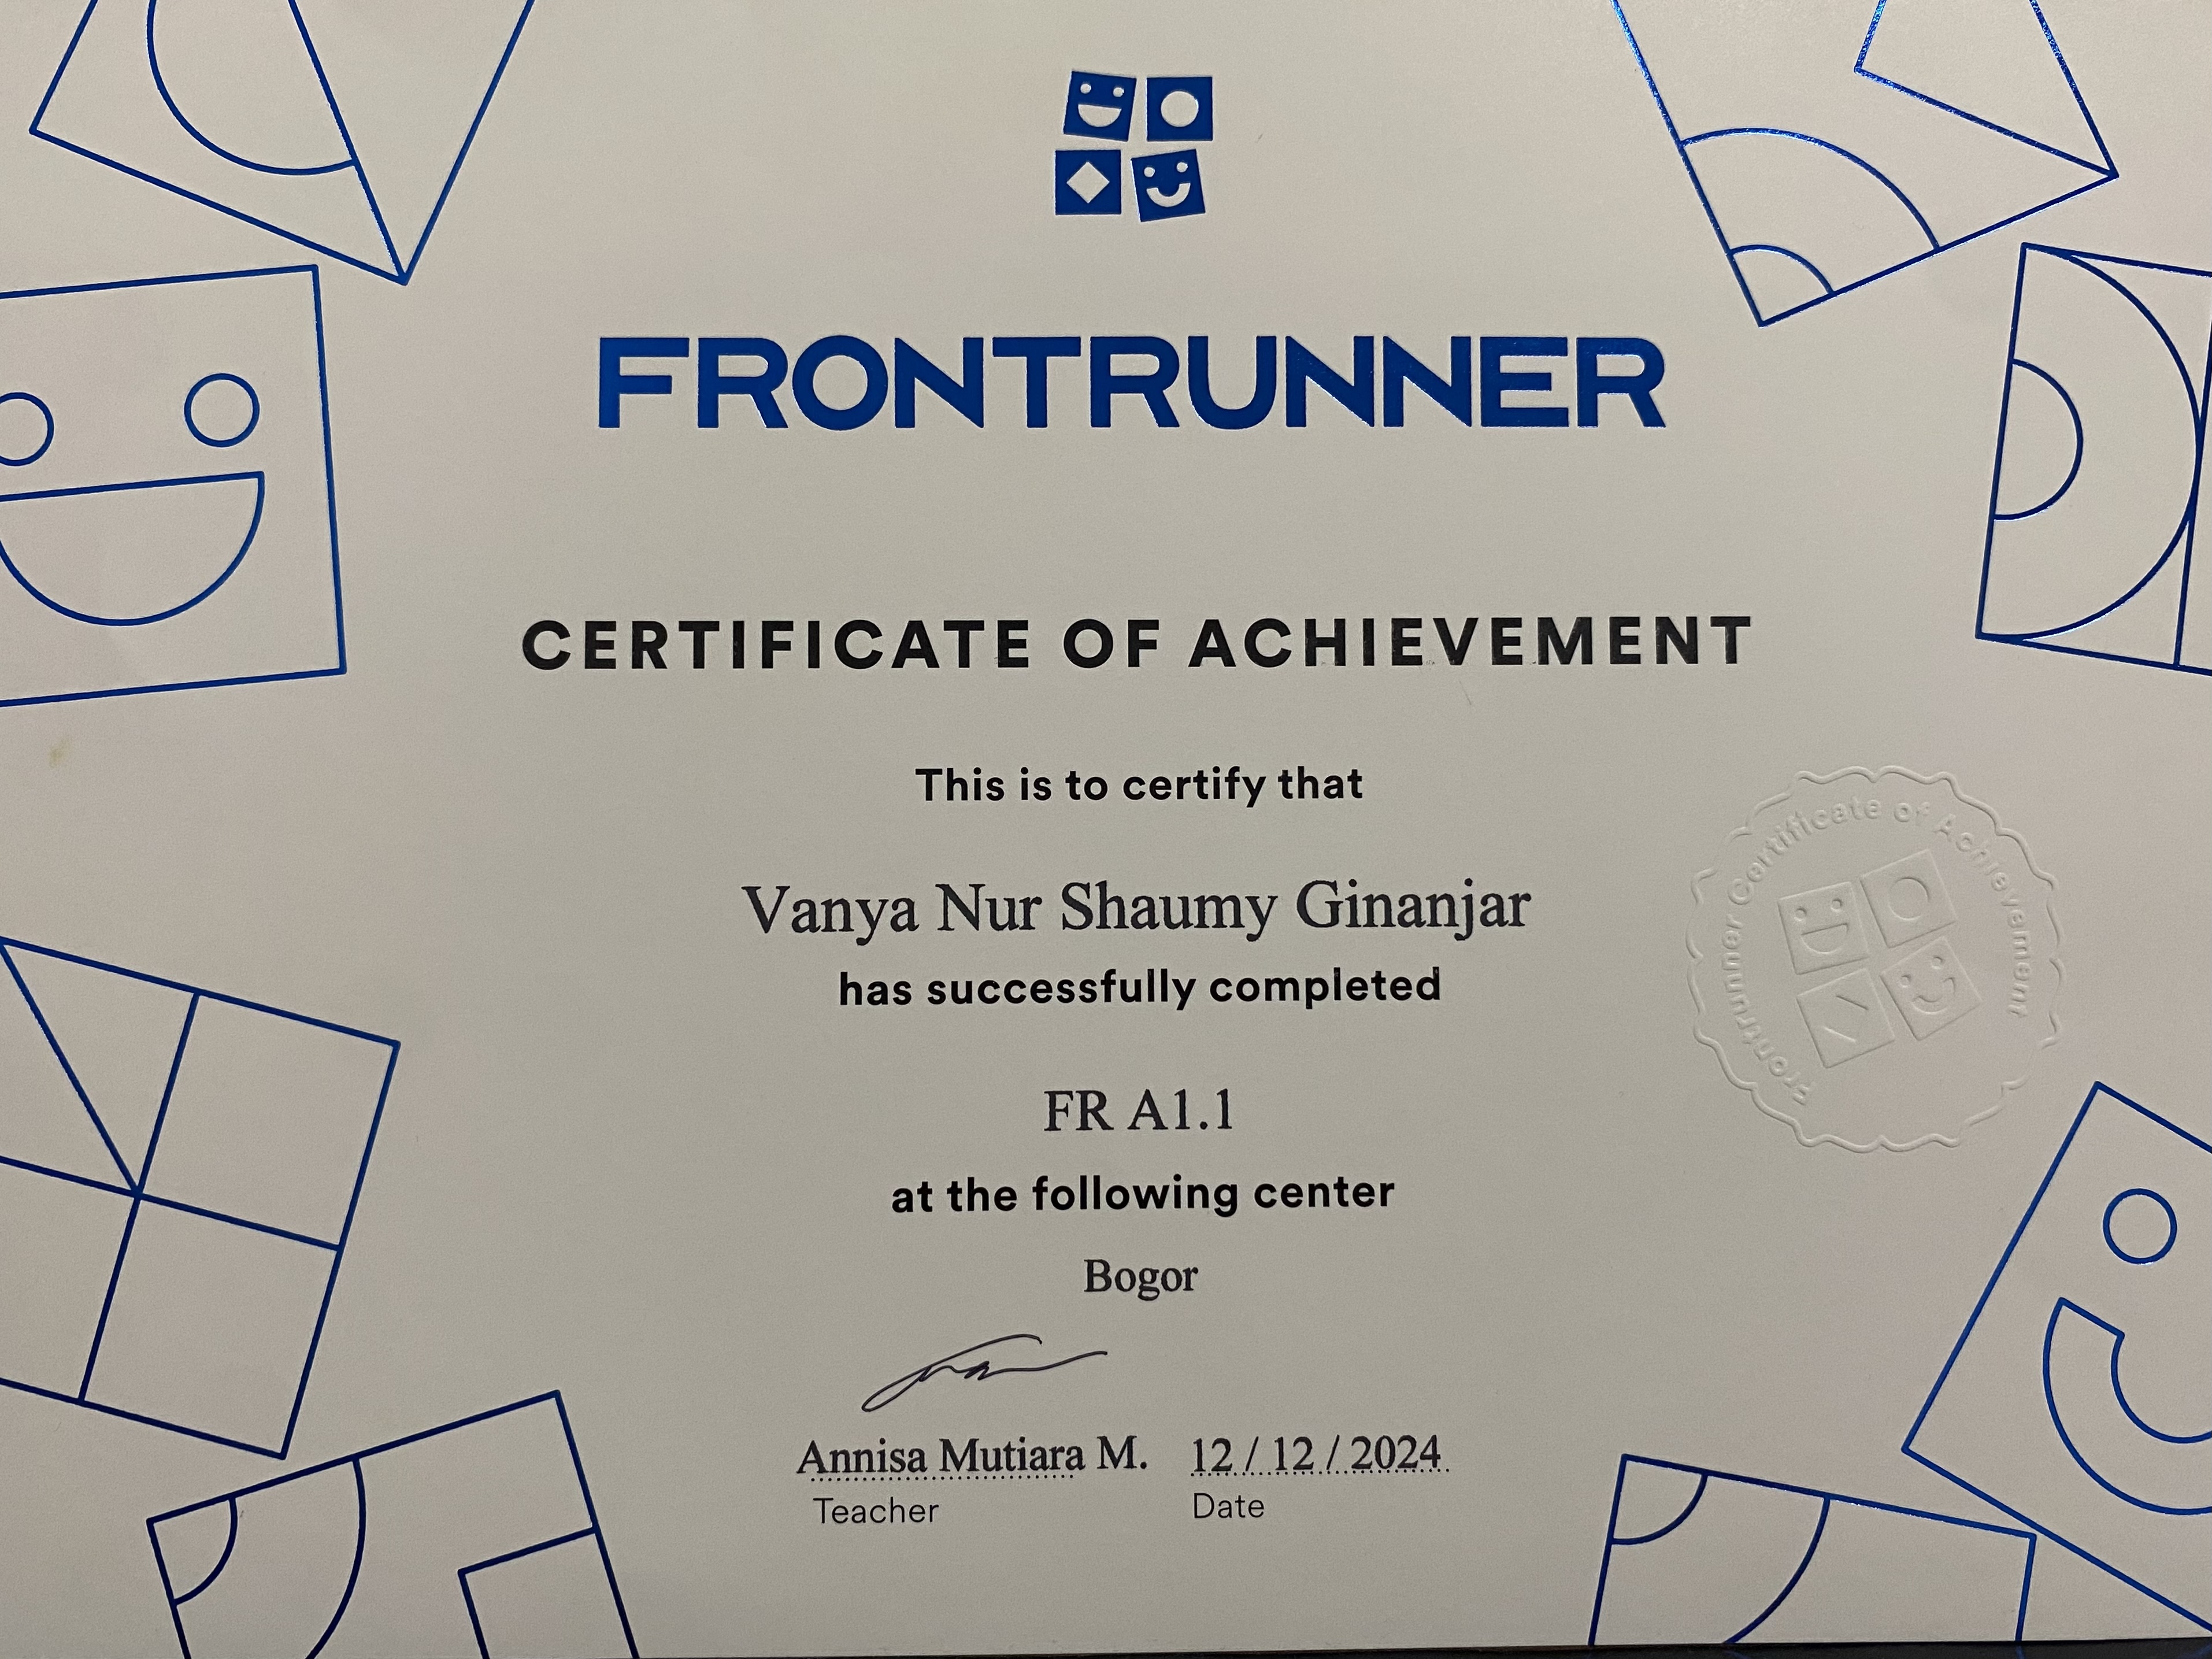 FRONTRUNNER
CERTIFICATE OF ACHIEVEMENT
This is to certify that
Vanya Nur Shaumy Ginanjar
has successfully completed
FR A1.1
at the following center
Bogor
Annisa Mutiara M. 12 / 12 / 2024
Teacher Date
Frontrunner Certificate of Achievement